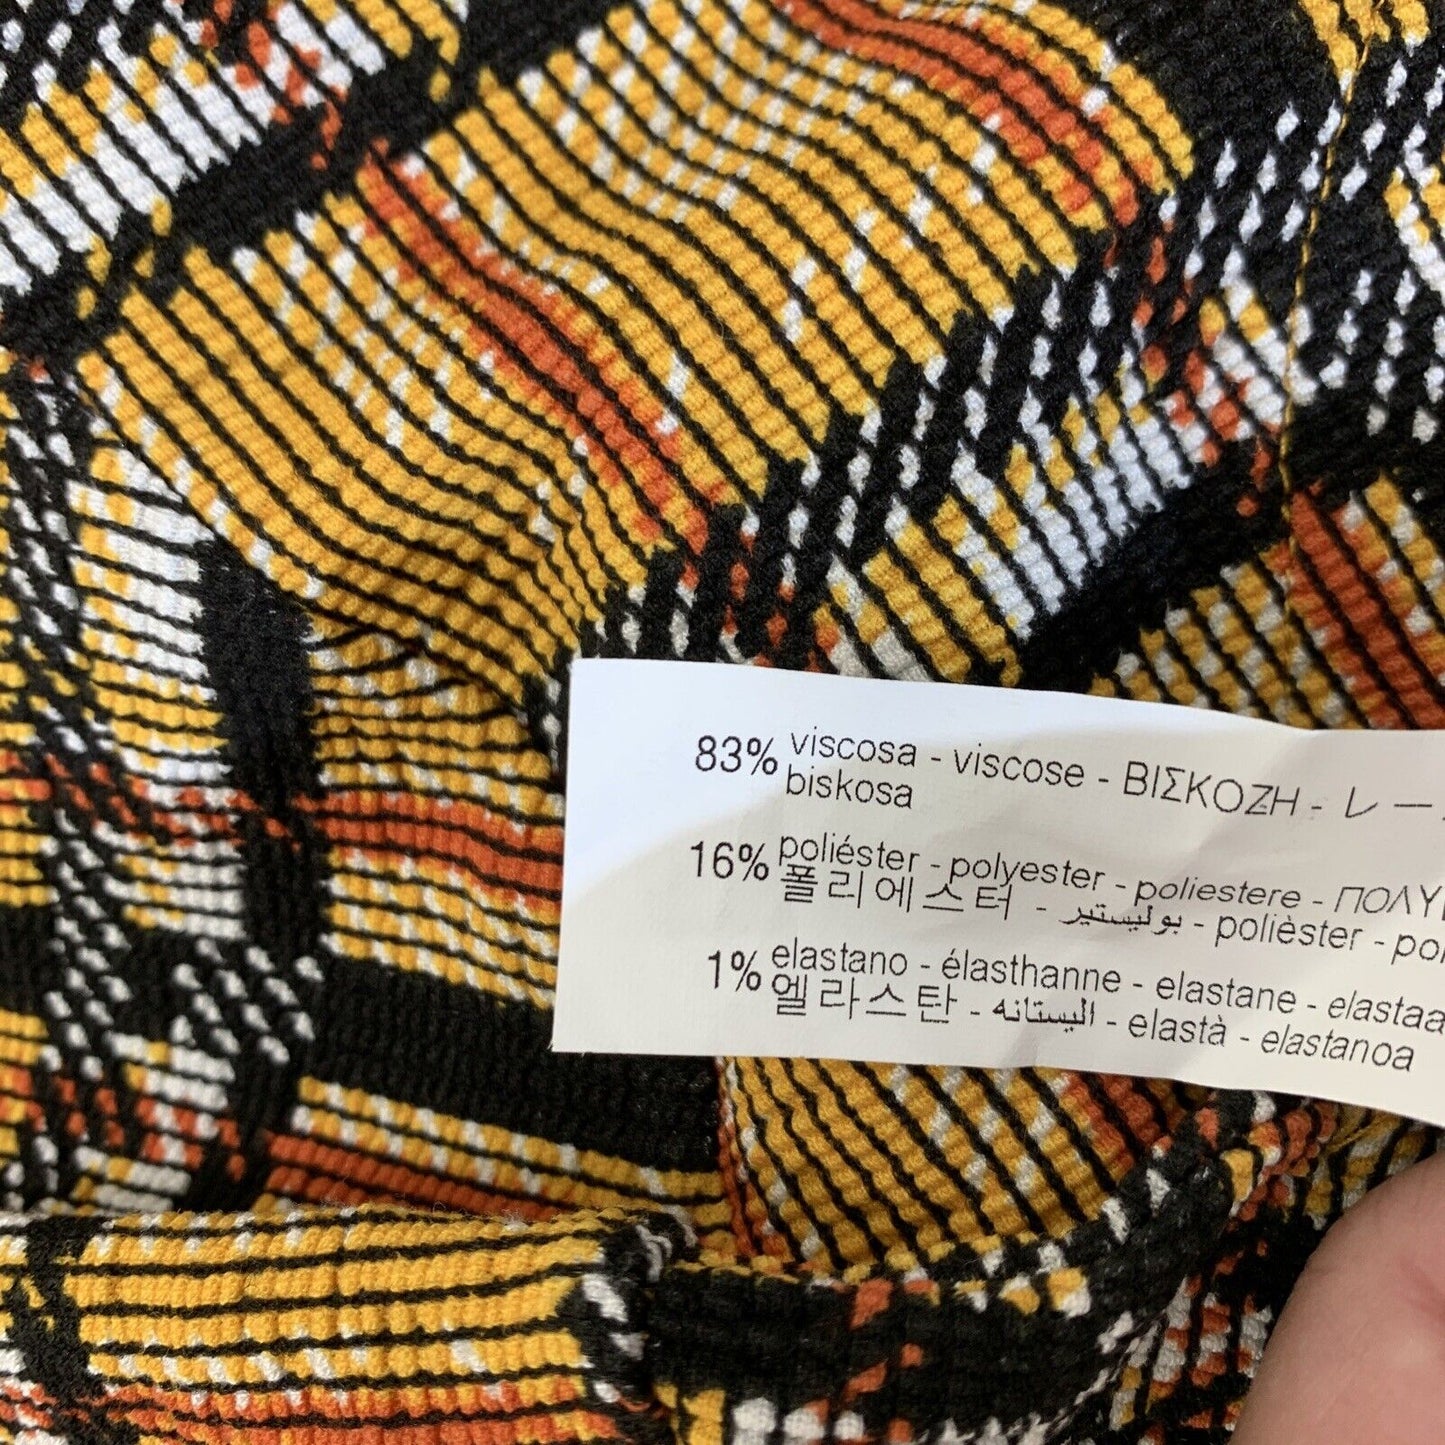 83% viscosa - viscose - ΒΙΣΚΟΖΗ - レー
biskosa
16% poliéster - polyester - poliestere - ΠΟΛΥ
폴리에스터 - بوليستير - polièster - po
1% elastano - élasthanne - elastane - elastaa
엘라스탄 - اليستانه - elastà - elastanoa